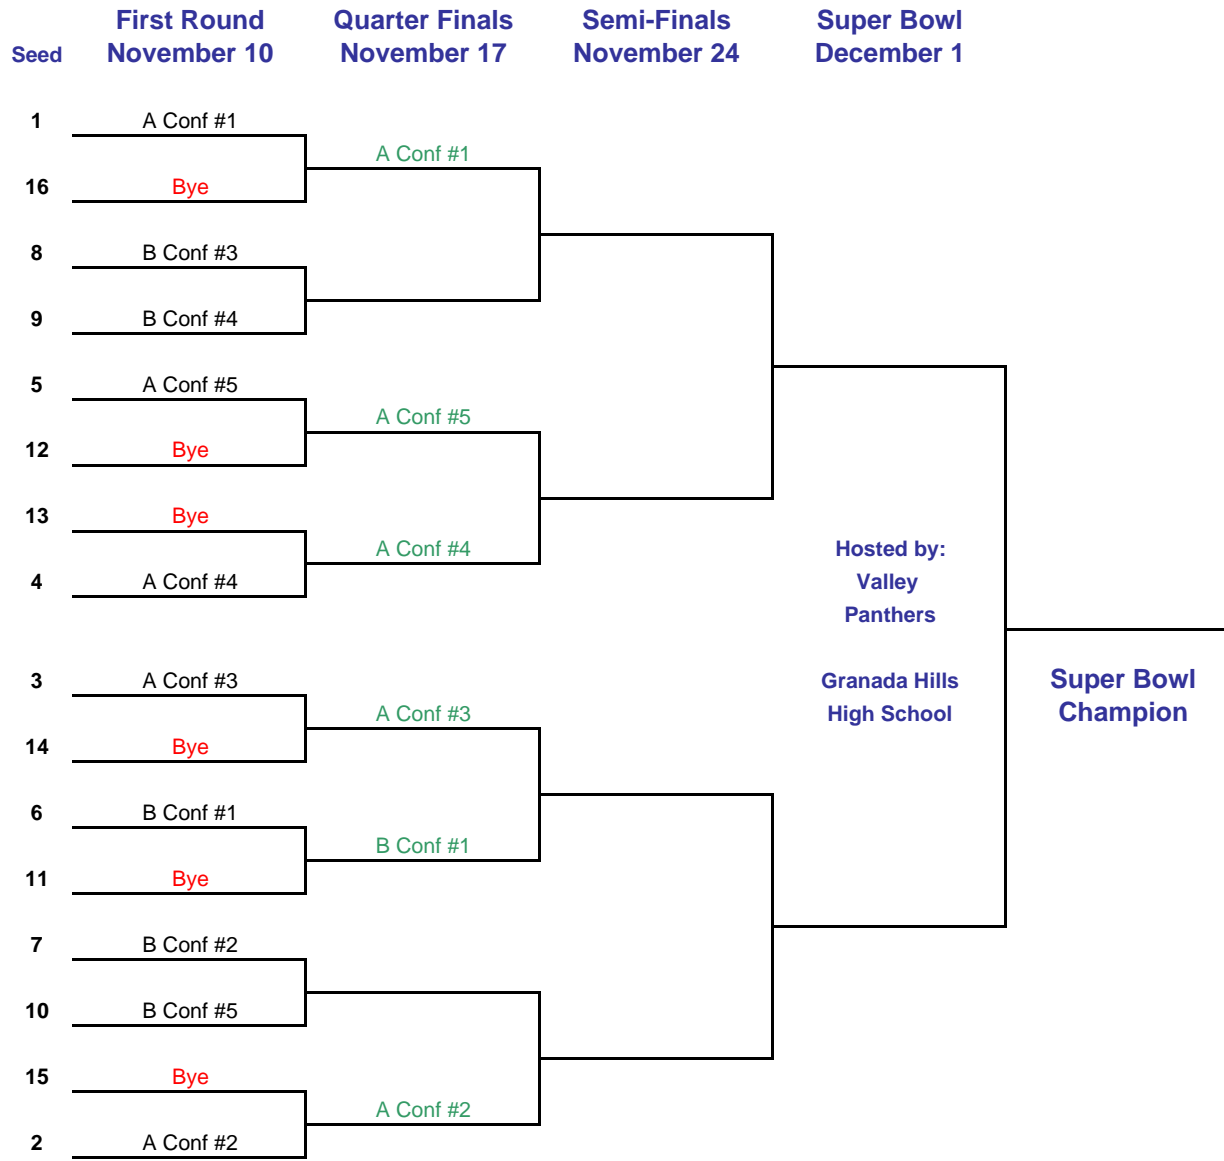 First Round Quarter Finals Semi-Finals Super Bowl
Seed November 10 November 17 November 24 December 1
1 A Conf #1
A Conf #1
16 Bye
8 B Conf #3
9 B Conf #4
5 A Conf #5
A Conf #5
12 Bye
13 Bye
A Conf #4
4 A Conf #4
Hosted by:
Valley
Panthers
3 A Conf #3
A Conf #3
14 Bye
6 B Conf #1
B Conf #1
11 Bye
7 B Conf #2
10 B Conf #5
15 Bye
A Conf #2
2 A Conf #2
Granada Hills
High School
Super Bowl
Champion